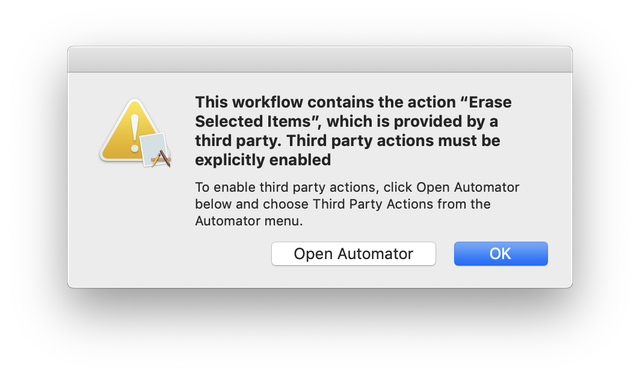 This workflow contains the action “Erase
Selected Items”, which is provided by a
third party. Third party actions must be
explicitly enabled
To enable third party actions, click Open Automator
below and choose Third Party Actions from the
Automator menu.
Open Automator
OK